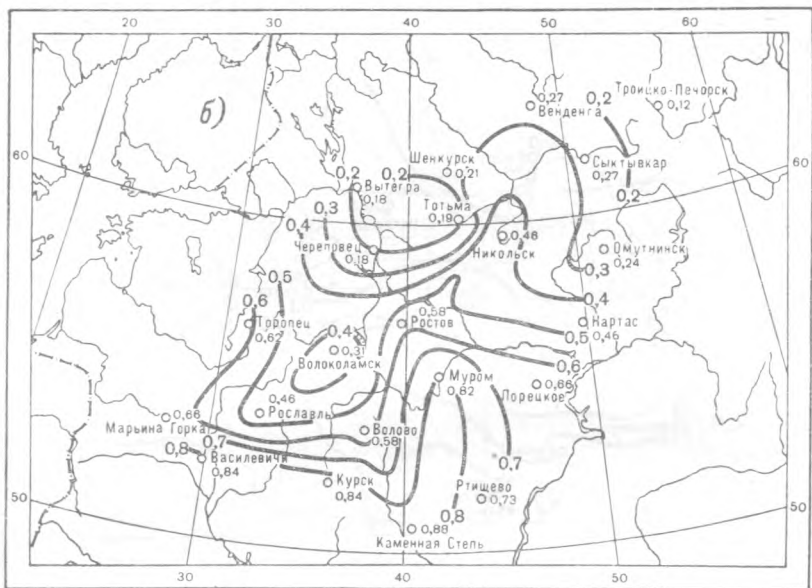 20 30 40 50 60
б)
0,27
Венденга
0,2
Троицко-Печорск
0,12
60
60
Шенкурск
0,21
0,2
0,2
Вытегра
0,18
Сыктывкар
0,27
0,2
Тотьма
0,19
0,3
0,4
Череповец
0,18
0,46
Никольск
Омутнинск
0,24
0,3
0,4
0,5
0,6
Торопец
0,62
0,58
Ростов
Картас
0,46
0,5
0,4
0,31
Волоколамск
0,6
Муром
0,82
0,66
Порецкое
0,46
Рославль
0,66
Марьина Горка
Волово
0,58
0,8
0,7
Василевичи
0,84
0,7
Курск
0,84
Ртищево
0,73
50
50
0,8
0,88
Каменная Степь
30 40 50